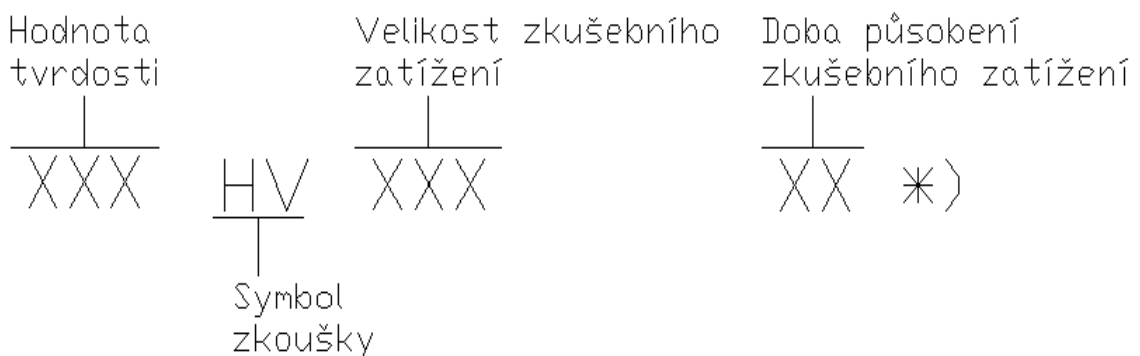 Hodnota
tvrdosti
Velikost zkušebního
zatížení
Doba působení
zkušebního zatížení
XXX HV XXX XX *)
Symbol
zkoušky